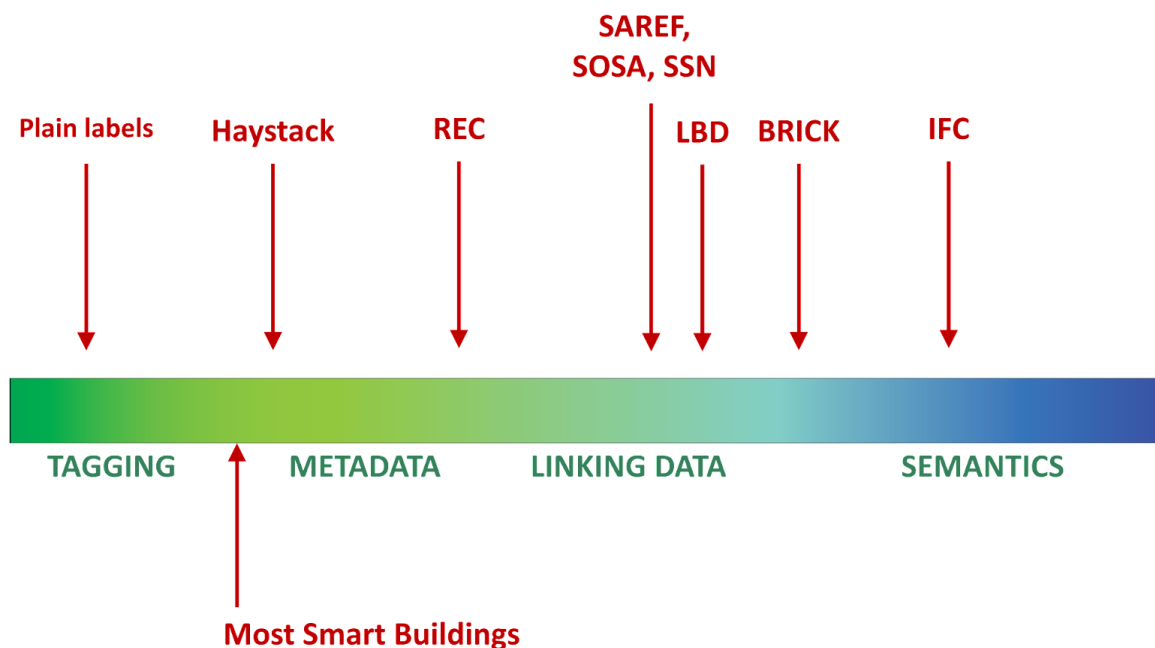 SAREF,
SOSA, SSN
Plain labels
Haystack
REC
LBD
BRICK
IFC
TAGGING
METADATA
LINKING DATA
SEMANTICS
Most Smart Buildings